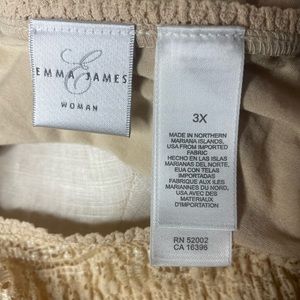 E
EMMA JAMES
WOMAN
3X
MADE IN NORTHERN
MARIANA ISLANDS,
USA FROM IMPORTED
FABRIC
HECHO EN LAS ISLAS
MARIANAS DEL NORTE,
EUA CON TELAS
IMPORTADAS
FABRIQUE AUX ILES
MARIANNES DU NORD,
USA AVEC DES
MATERIAUX
D'IMPORTATION
RN 52002
CA 16396